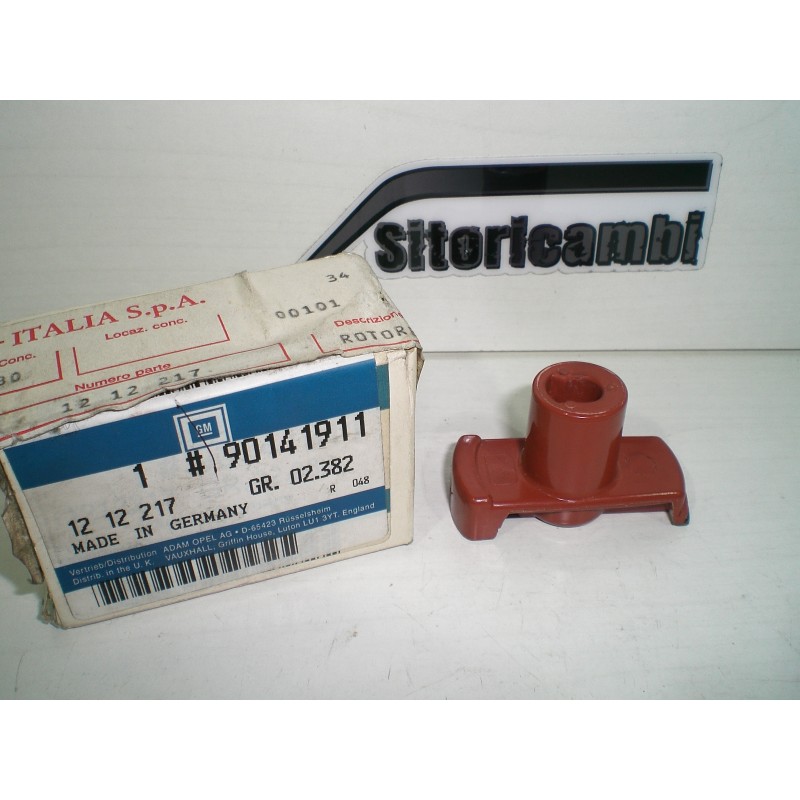 Sitoricambi
- ITALIA S.p.A.
34
00101
Conc.
Locaz. conc.
Descrizione
80
ROTOR
Numero parte
12 12 217
GM
1 # 90141911
GR. 02.382
12 12 217
R 048
MADE IN GERMANY
Vertrieb/Distribution ADAM OPEL AG • D-65423 Rüsselsheim
Distrib. in the U. K. VAUXHALL, Griffin House, Luton LU1 3YT, England